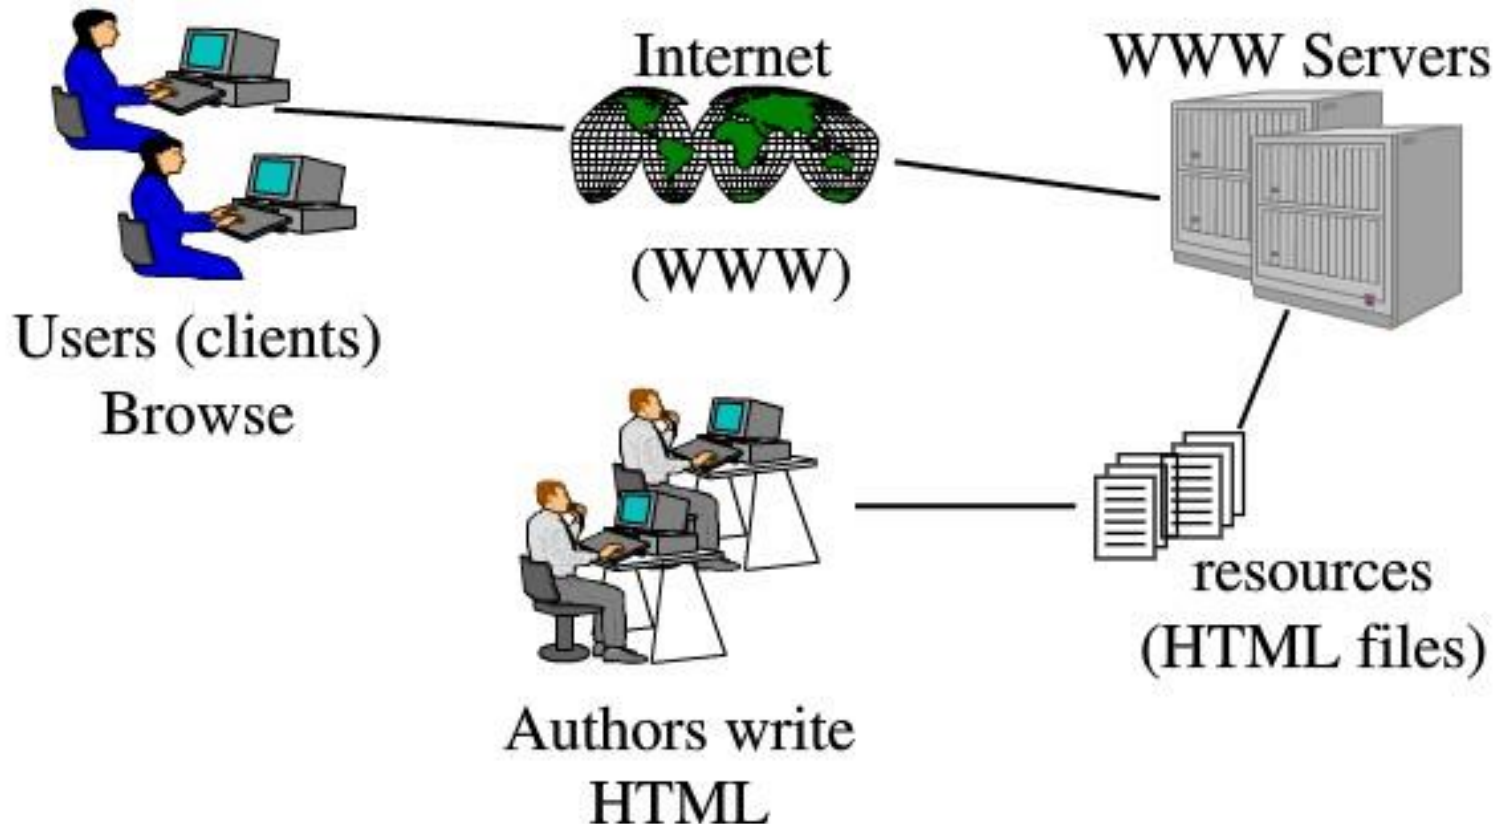 Internet
WWW Servers
(WWW)
Users (clients)
Browse
resources
(HTML files)
Authors write
HTML